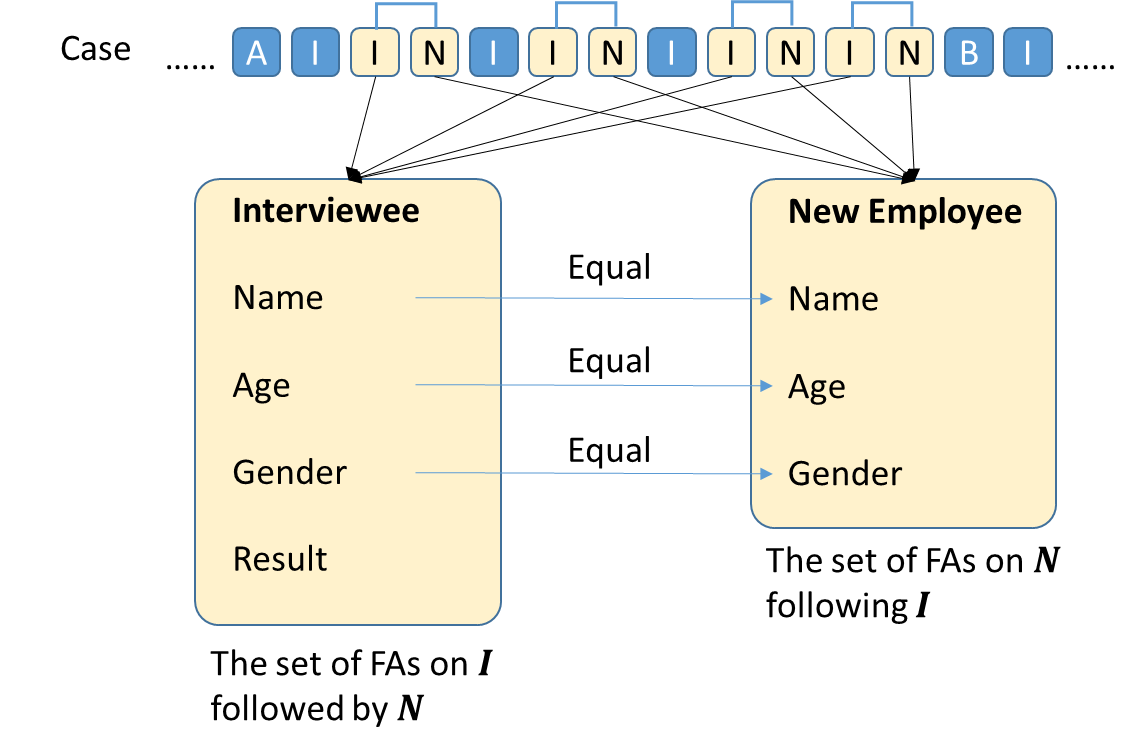 Case ...... A I I N I I N I I N I N B I ......
Interviewee
New Employee
Name Equal Name
Age Equal Age
Gender Equal Gender
Result
The set of FAs on N
following I
The set of FAs on I
followed by N